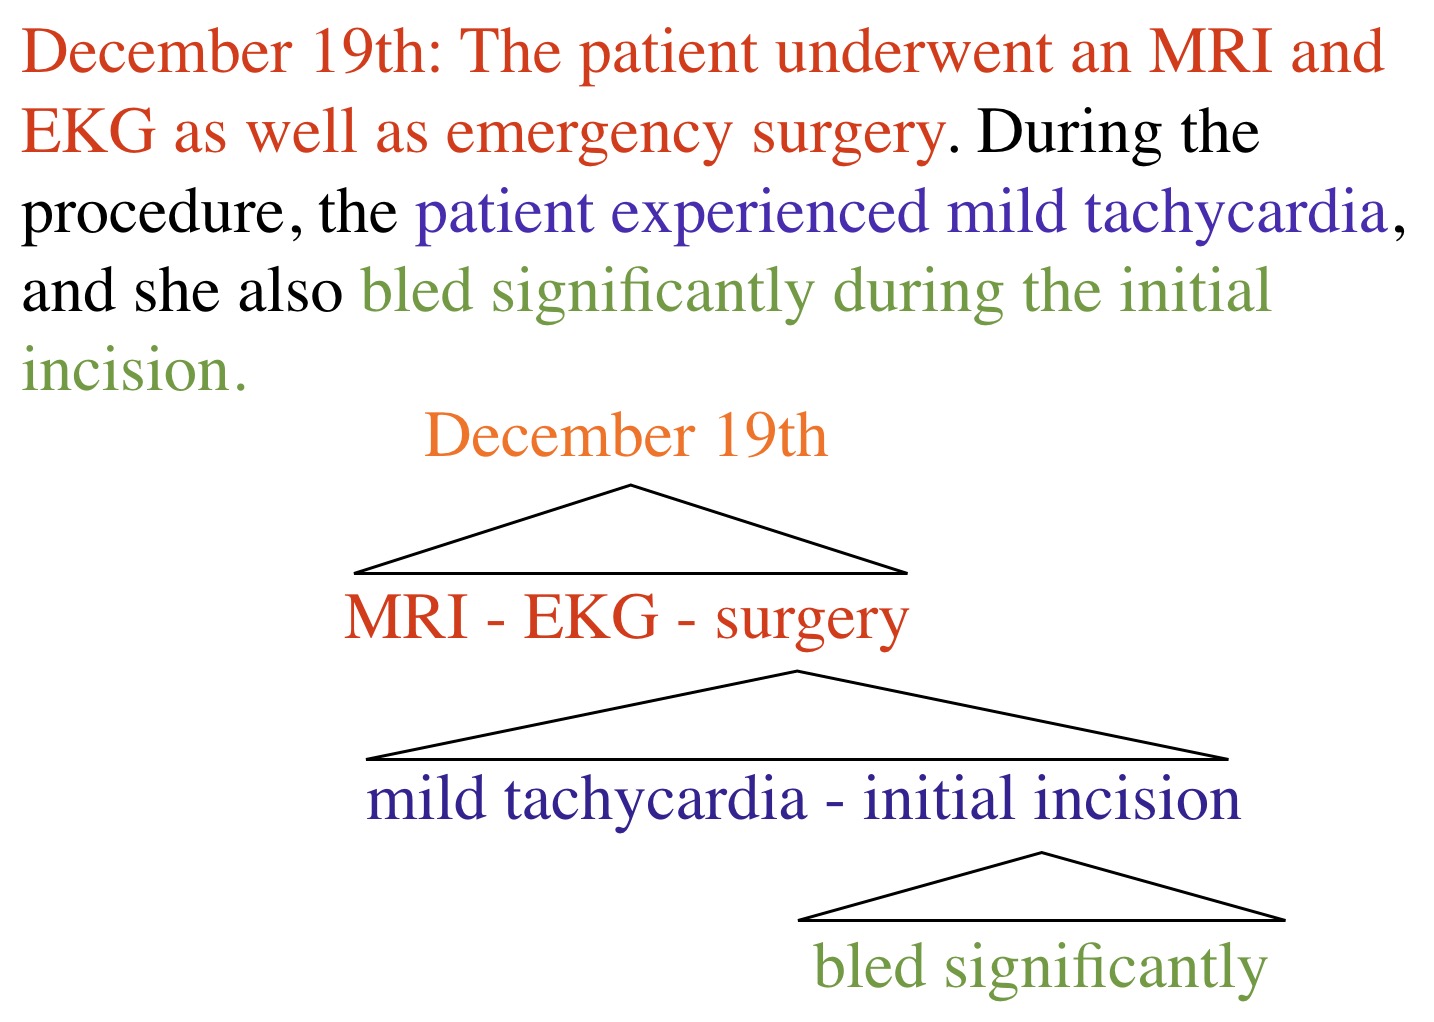 December 19th: The patient underwent an MRI and
EKG as well as emergency surgery. During the
procedure, the patient experienced mild tachycardia,
and she also bled significantly during the initial
incision.
December 19th
MRI - EKG - surgery
mild tachycardia - initial incision
bled significantly